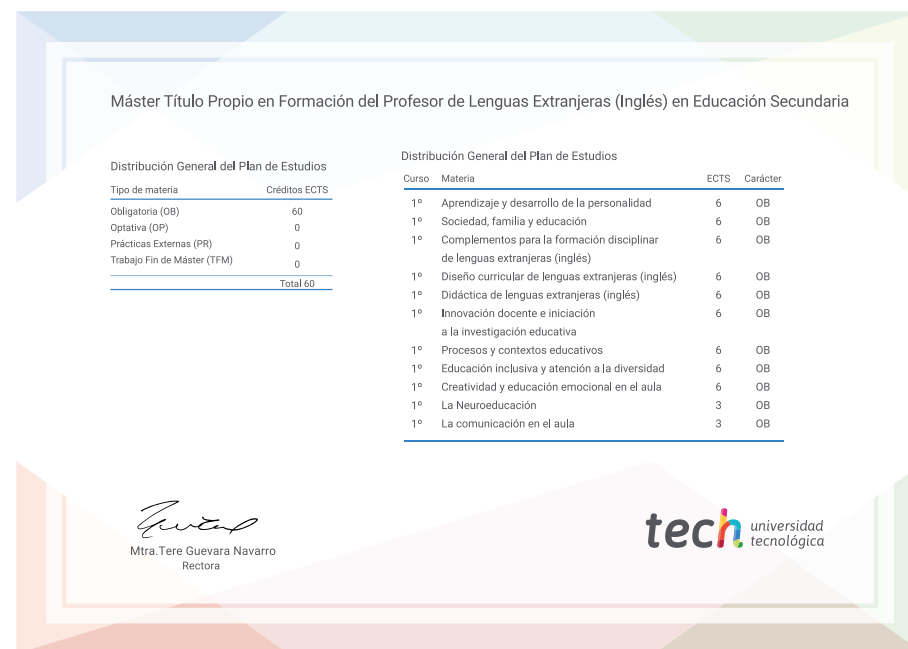 Máster Título Propio en Formación del Profesor de Lenguas Extranjeras (Inglés) en Educación Secundaria
Distribución General del Plan de Estudios
Tipo de materia Créditos ECTS
Obligatoria (OB) 60
Optativa (OP) 0
Prácticas Externas (PR) 0
Trabajo Fin de Máster (TFM) 0
Total 60
Distribución General del Plan de Estudios
Curso Materia ECTS Carácter
1º Aprendizaje y desarrollo de la personalidad 6 OB
1º Sociedad, familia y educación 6 OB
1º Complementos para la formación disciplinar 6 OB
de lenguas extranjeras (inglés)
1º Diseño curricular de lenguas extranjeras (inglés) 6 OB
1º Didáctica de lenguas extranjeras (inglés) 6 OB
1º Innovación docente e iniciación 6 OB
a la investigación educativa
1º Procesos y contextos educativos 6 OB
1º Educación inclusiva y atención a la diversidad 6 OB
1º Creatividad y educación emocional en el aula 6 OB
1º La Neuroeducación 3 OB
1º La comunicación en el aula 3 OB
Mtra.Tere Guevara Navarro
Rectora
tech universidad
tecnológica